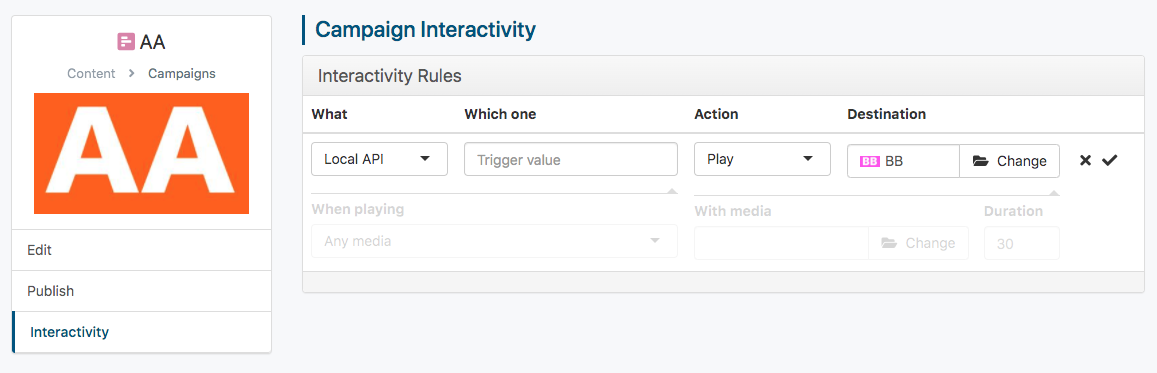 AA
Content > Campaigns
AA
Edit
Publish
Interactivity
Campaign Interactivity
Interactivity Rules
What Which one Action Destination
Local API Trigger value Play BB BB Change
When playing With media Duration
Any media Change 30